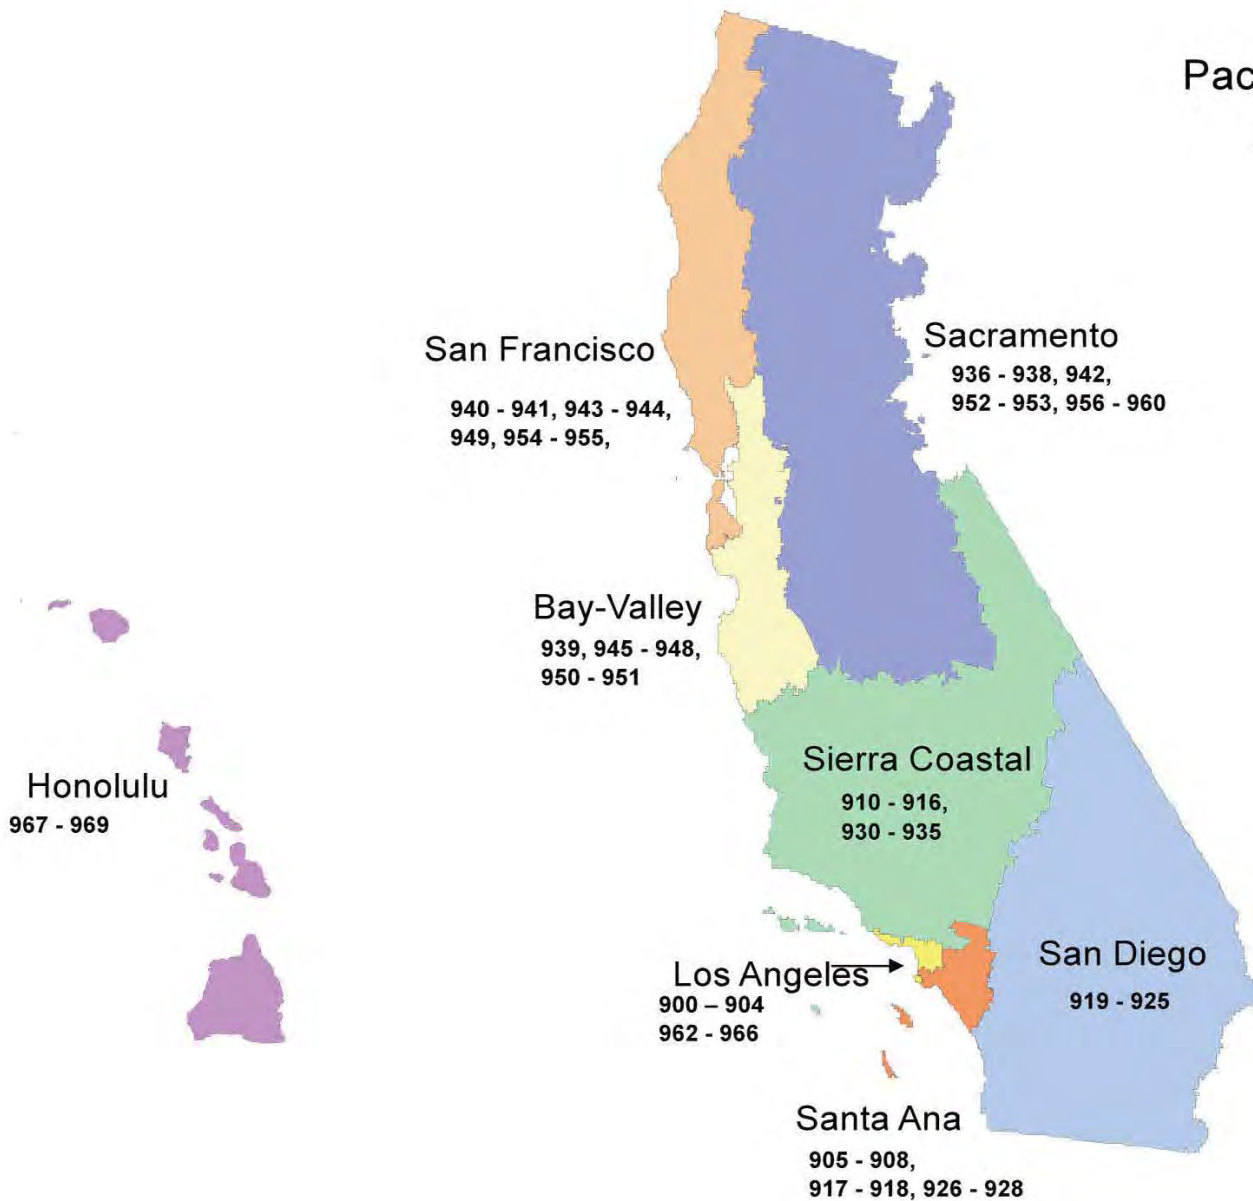 Pac
San Francisco
940 - 941, 943 - 944,
949, 954 - 955,
Sacramento
936 - 938, 942,
952 - 953, 956 - 960
Bay-Valley
939, 945 - 948,
950 - 951
Honolulu
967 - 969
Sierra Coastal
910 - 916,
930 - 935
Los Angeles
900 – 904
962 - 966
San Diego
919 - 925
Santa Ana
905 - 908,
917 - 918, 926 - 928